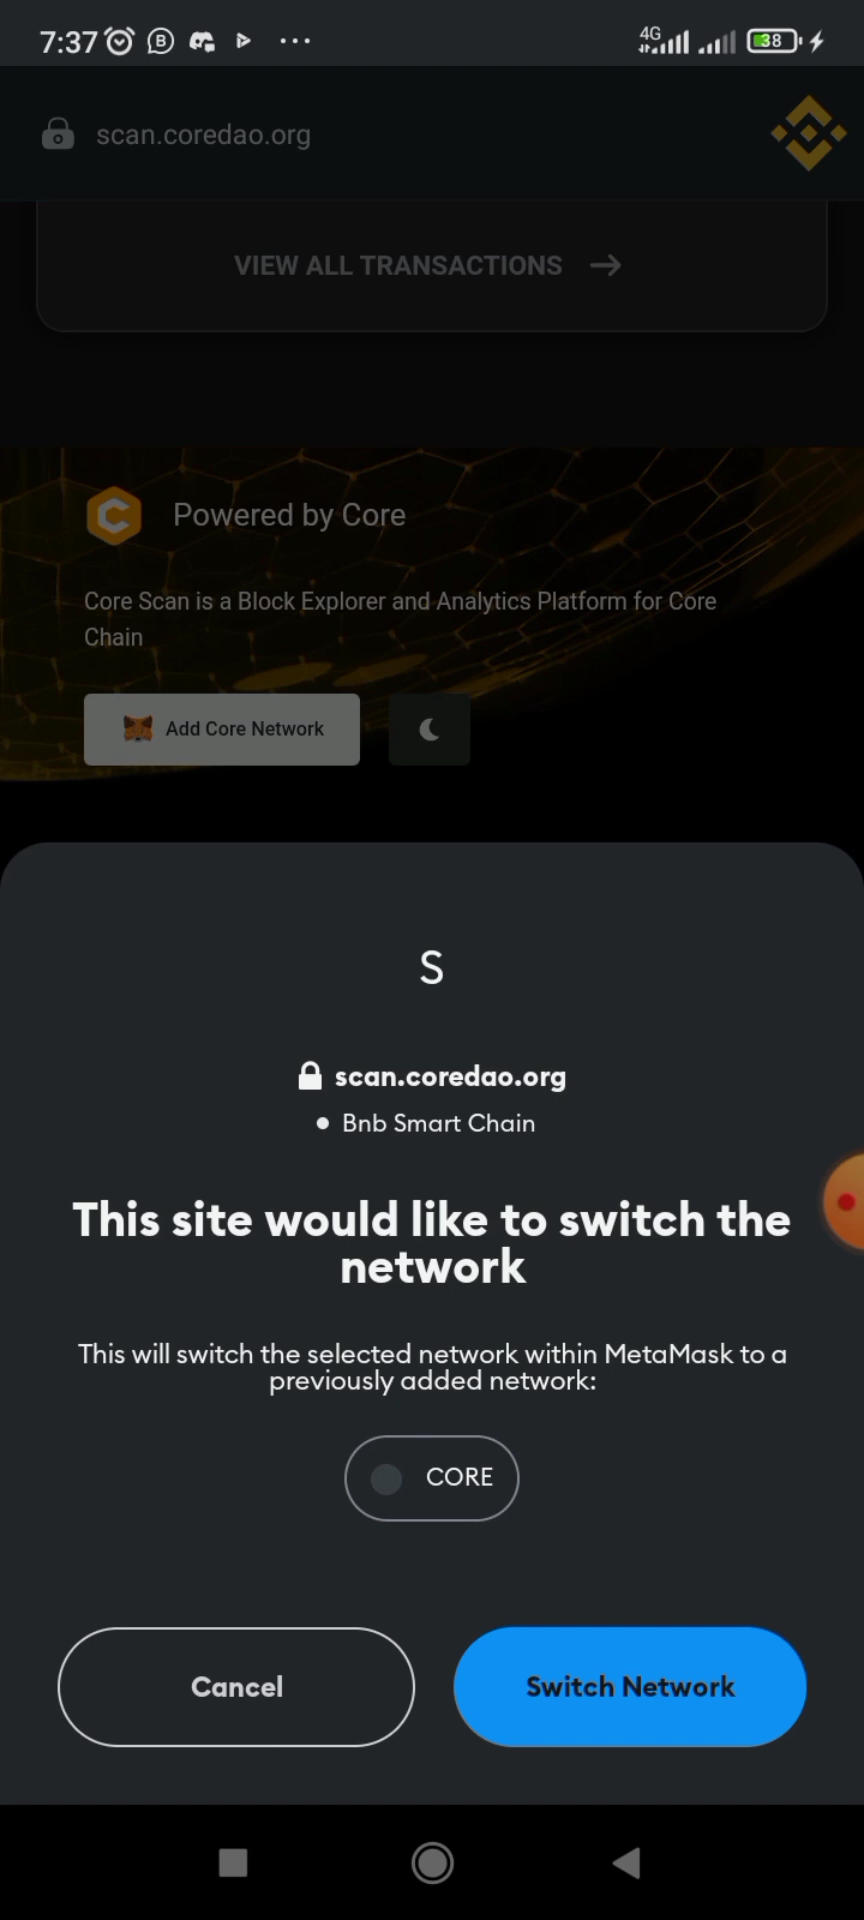 7:37
4G
38
scan.coredao.org
VIEW ALL TRANSACTIONS
Powered by Core
Core Scan is a Block Explorer and Analytics Platform for Core
Chain
Add Core Network
S
scan.coredao.org
Bnb Smart Chain
This site would like to switch the
network
This will switch the selected network within MetaMask to a
previously added network:
CORE
Cancel
Switch Network